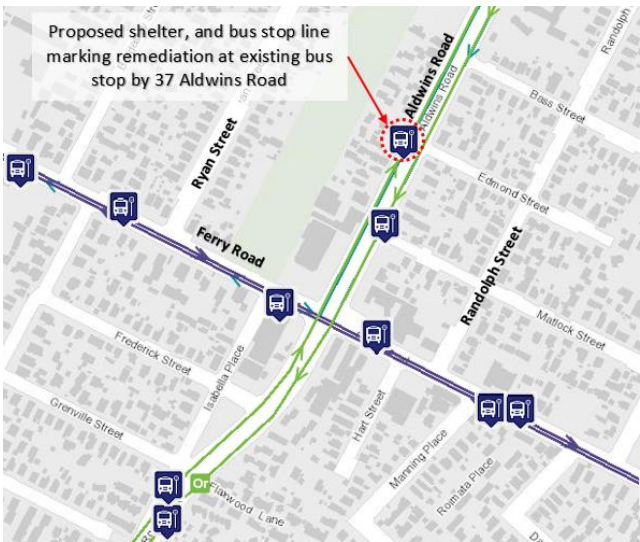 Proposed shelter, and bus stop line
marking remediation at existing bus
stop by 37 Aldwins Road
Aldwins Road
Aldwins Road
Randolph
Bass Street
Ryan Street
Edmond Street
Ferry Road
Randolph Street
Matlock Street
Frederick Street
Isabella Place
Hart Street
Grenville Street
Manning Place
Roimata Place
Or
Flatwood Lane